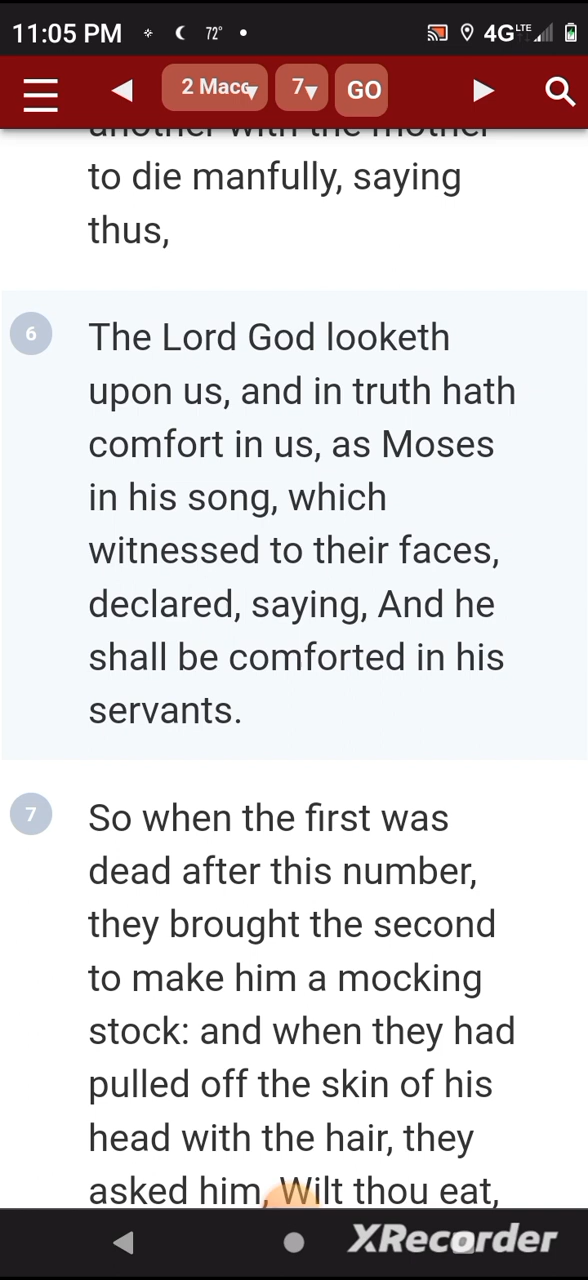 11:05 PM 72° 4G LTE
2 Macc 7 GO
another with the mother
to die manfully, saying
thus,
6 The Lord God looketh
upon us, and in truth hath
comfort in us, as Moses
in his song, which
witnessed to their faces,
declared, saying, And he
shall be comforted in his
servants.
7 So when the first was
dead after this number,
they brought the second
to make him a mocking
stock: and when they had
pulled off the skin of his
head with the hair, they
asked him, Wilt thou eat,
XRecorder